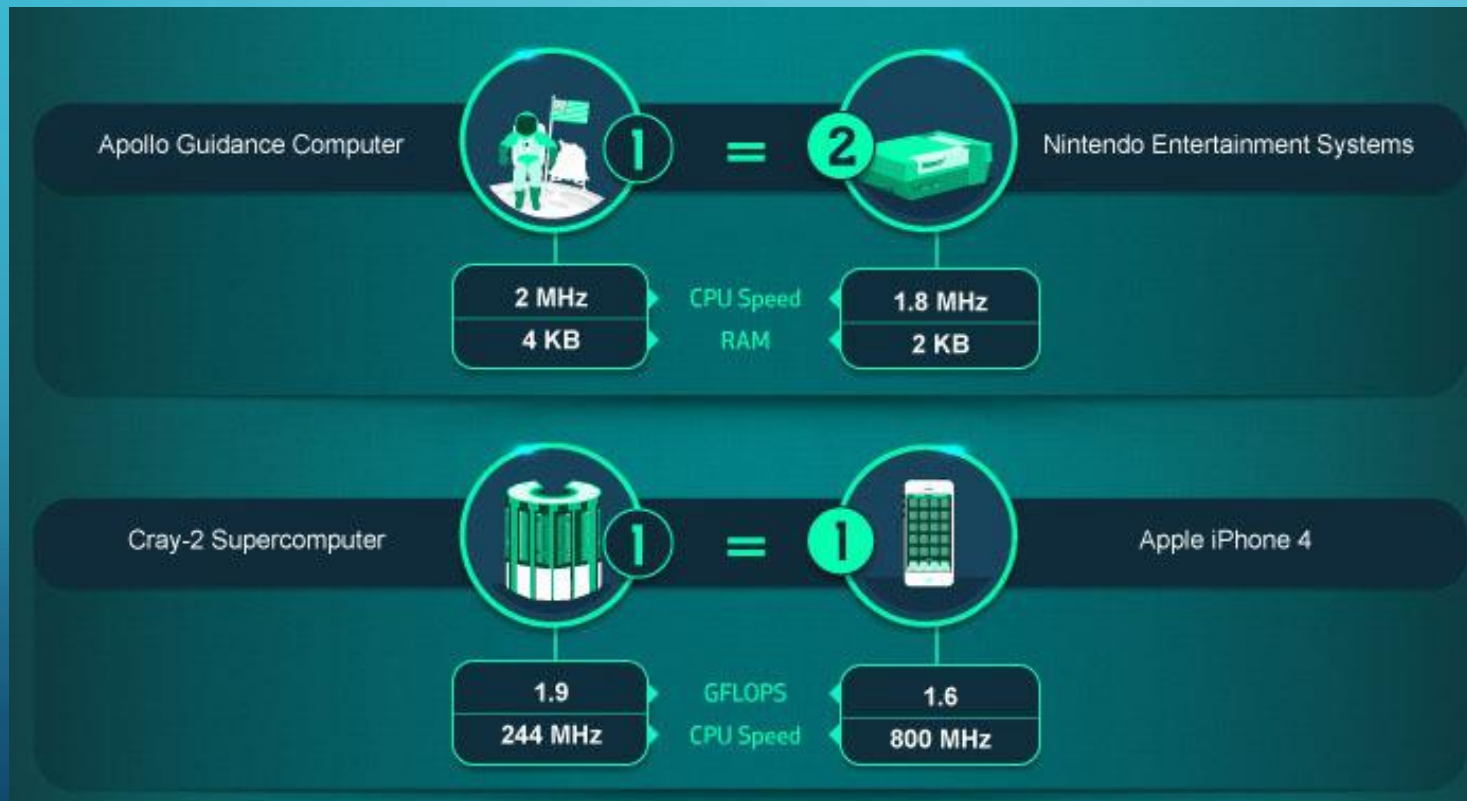 Apollo Guidance Computer 1 = 2 Nintendo Entertainment Systems
2 MHz CPU Speed 1.8 MHz
4 KB RAM 2 KB
Cray-2 Supercomputer 1 = 1 Apple iPhone 4
1.9 GFLOPS 1.6
244 MHz CPU Speed 800 MHz